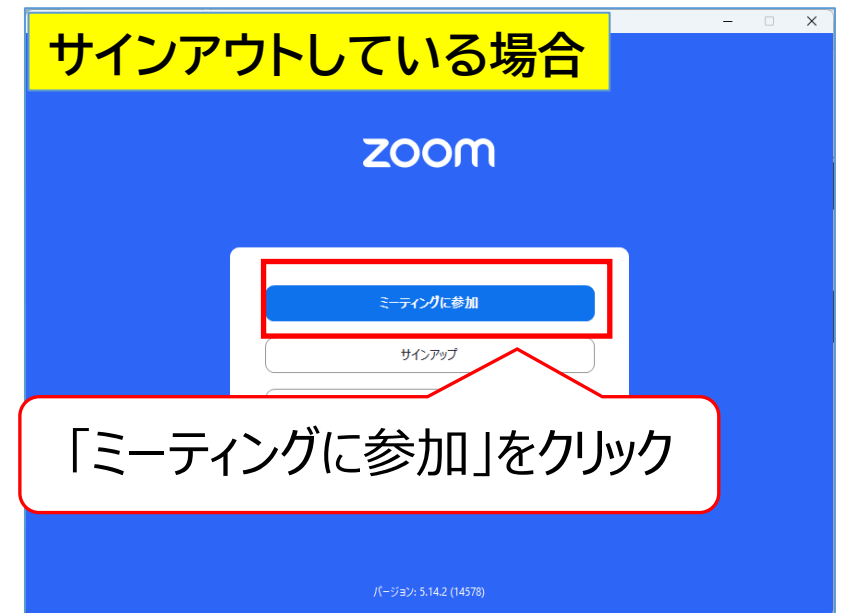 サインアウトしている場合
zoom
ミーティングに参加
サインアップ
「ミーティングに参加」をクリック
バージョン: 5.14.2 (14578)